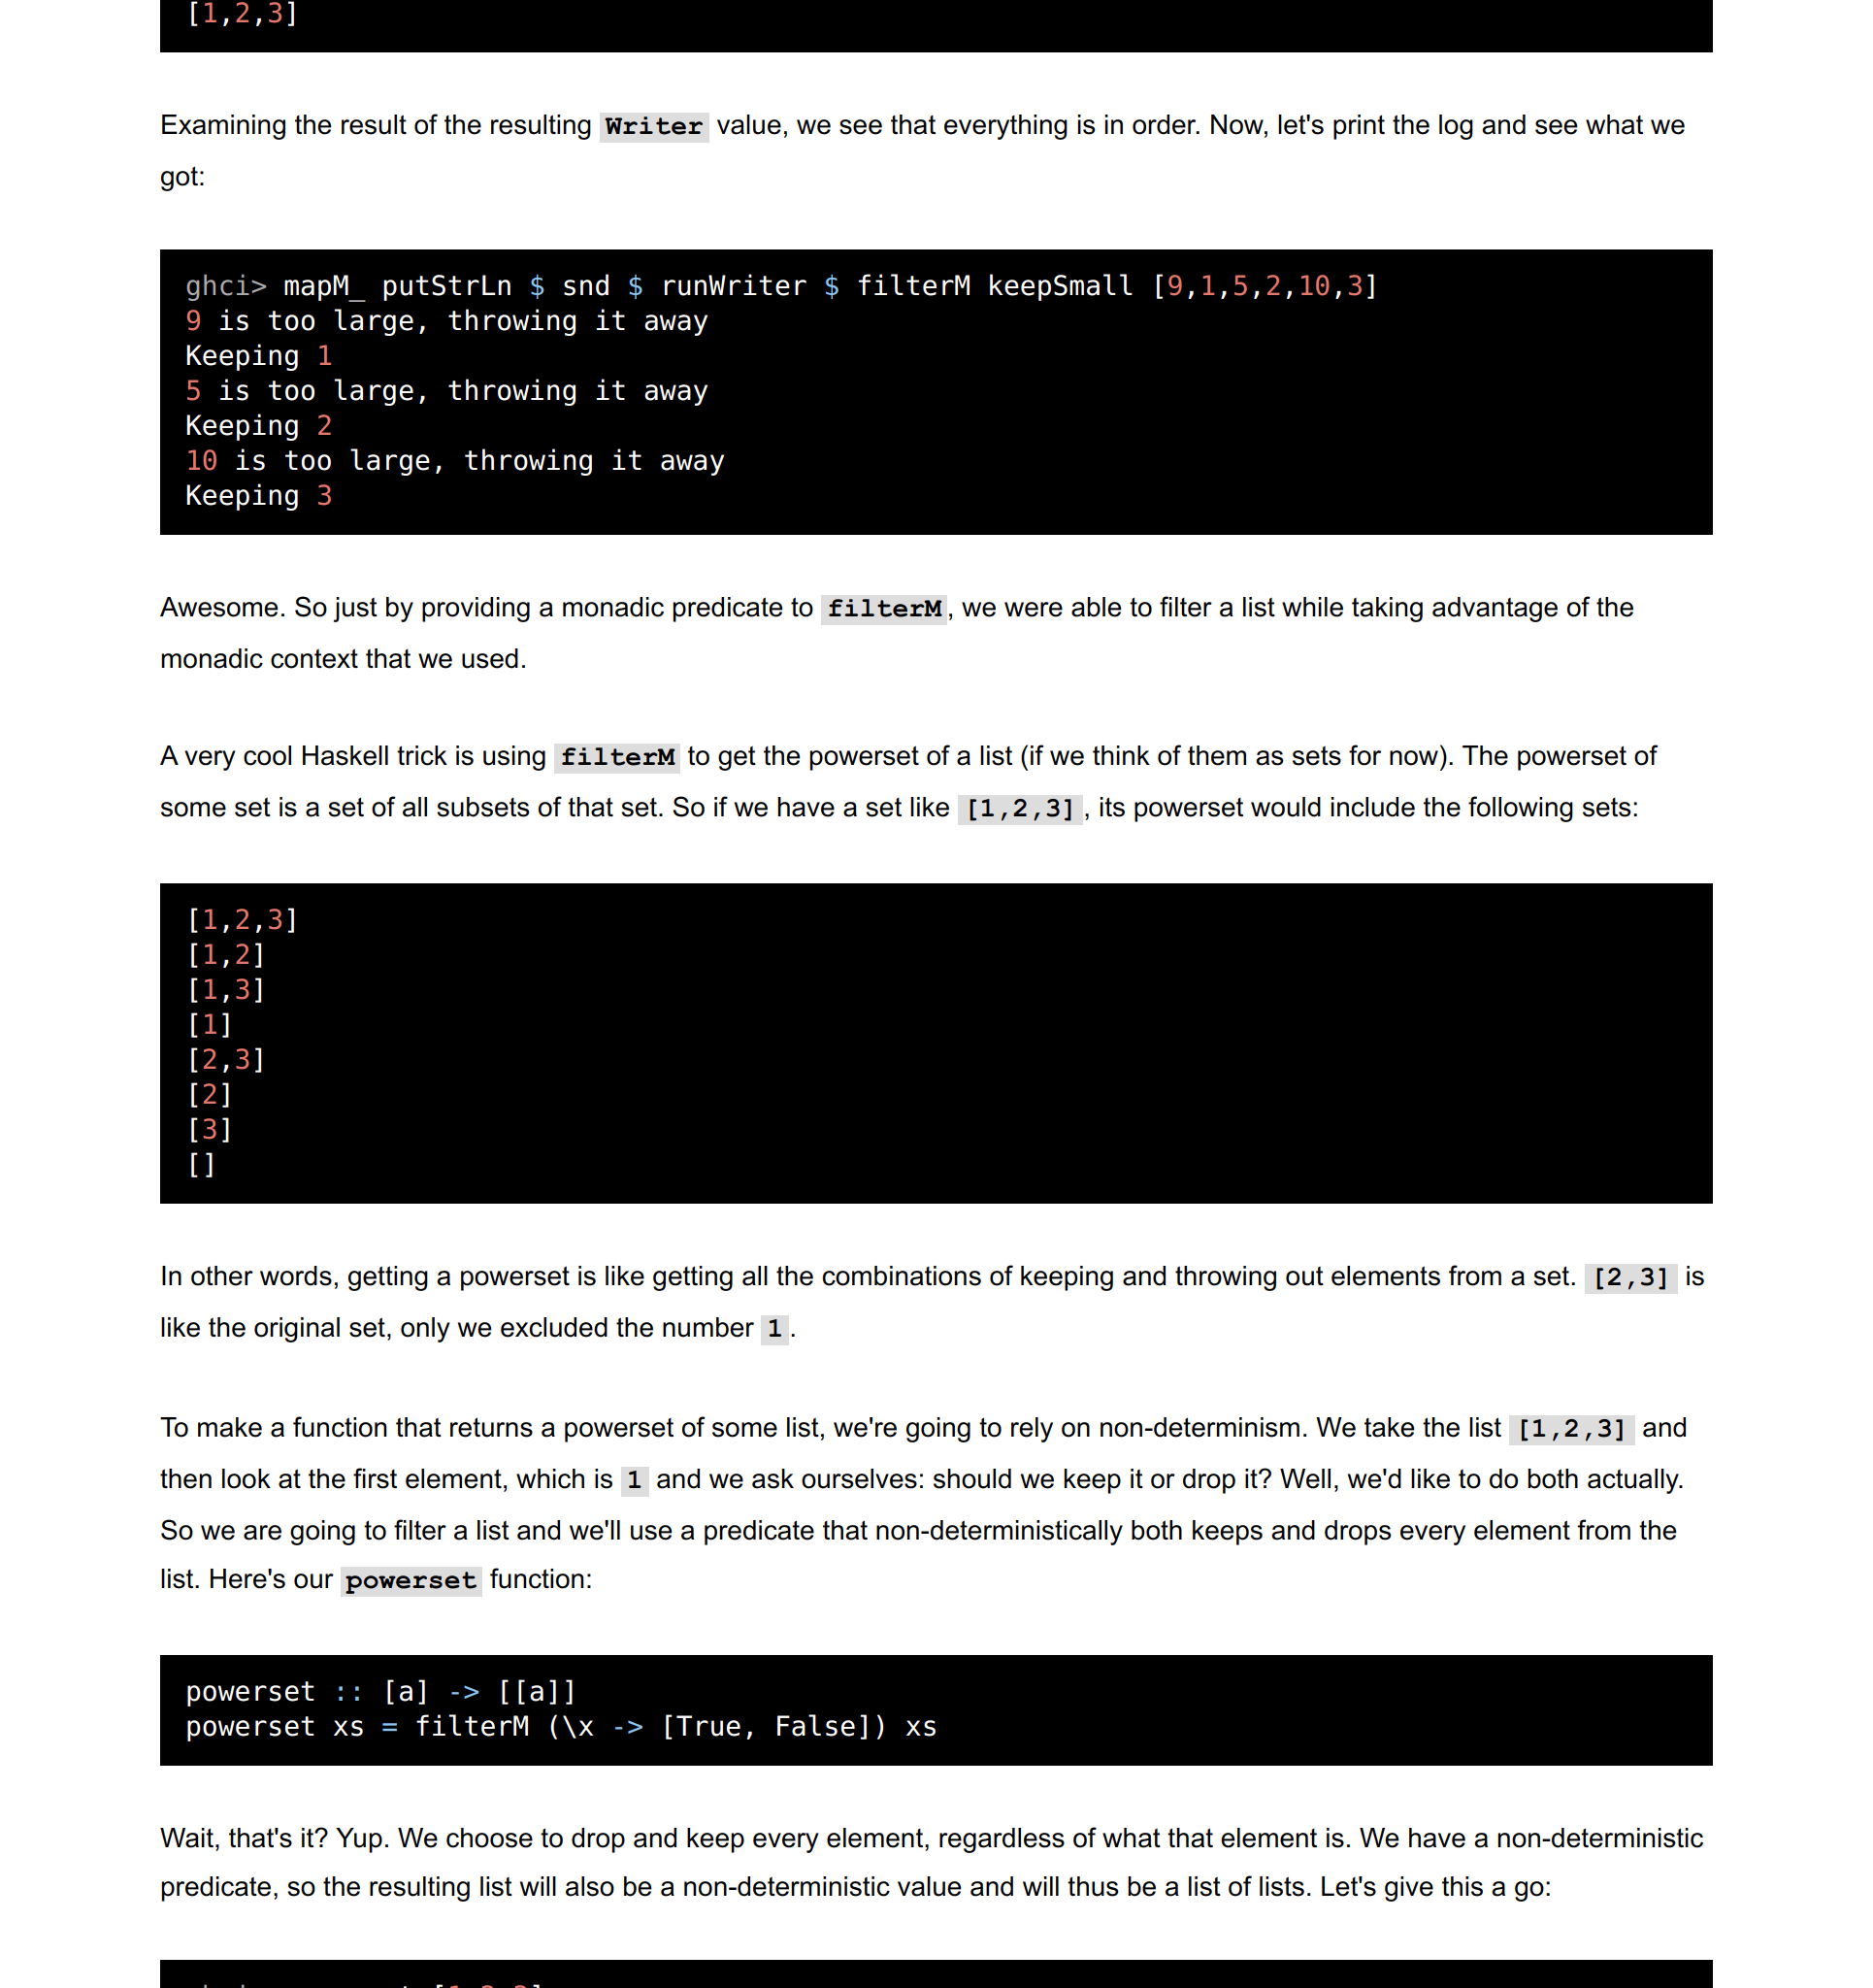 [1,2,3]
Examining the result of the resulting Writer value, we see that everything is in order. Now, let's print the log and see what we
got:
ghci> mapM_ putStrLn $ snd $ runWriter $ filterM keepSmall [9,1,5,2,10,3]
9 is too large, throwing it away
Keeping 1
5 is too large, throwing it away
Keeping 2
10 is too large, throwing it away
Keeping 3
Awesome. So just by providing a monadic predicate to filterM, we were able to filter a list while taking advantage of the
monadic context that we used.
A very cool Haskell trick is using filterM to get the powerset of a list (if we think of them as sets for now). The powerset of
some set is a set of all subsets of that set. So if we have a set like [1,2,3], its powerset would include the following sets:
[1,2,3]
[1,2]
[1,3]
[1]
[2,3]
[2]
[3]
[]
In other words, getting a powerset is like getting all the combinations of keeping and throwing out elements from a set. [2,3] is
like the original set, only we excluded the number 1.
To make a function that returns a powerset of some list, we're going to rely on non-determinism. We take the list [1,2,3] and
then look at the first element, which is 1 and we ask ourselves: should we keep it or drop it? Well, we'd like to do both actually.
So we are going to filter a list and we'll use a predicate that non-deterministically both keeps and drops every element from the
list. Here's our powerset function:
powerset :: [a] -> [[a]]
powerset xs = filterM (\x -> [True, False]) xs
Wait, that's it? Yup. We choose to drop and keep every element, regardless of what that element is. We have a non-deterministic
predicate, so the resulting list will also be a non-deterministic value and will thus be a list of lists. Let's give this a go: